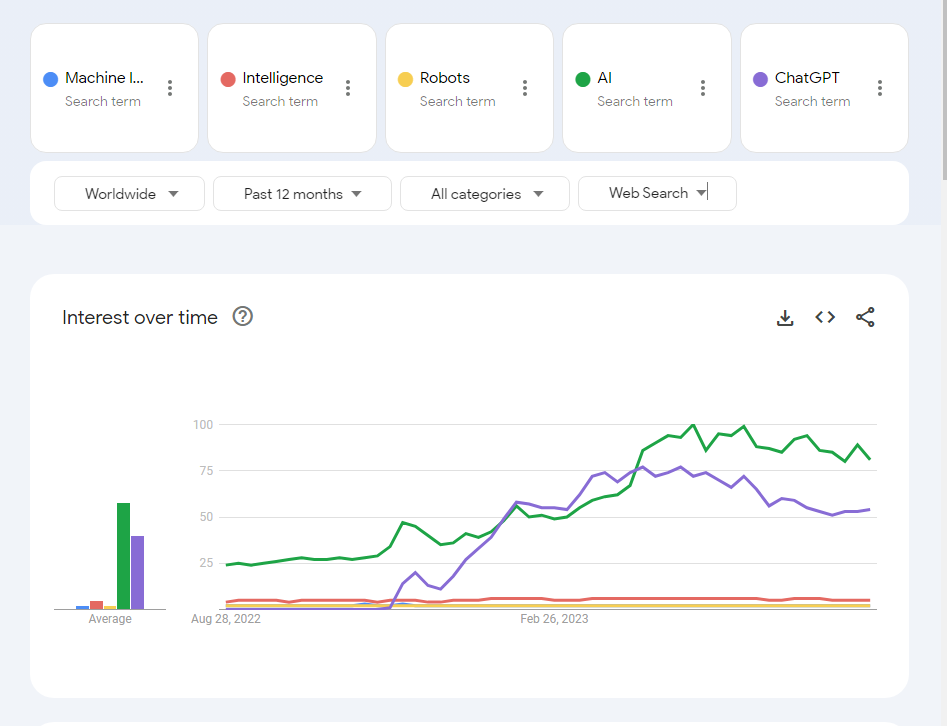 Machine l... Intelligence Robots AI ChatGPT
Search term Search term Search term Search term Search term
Worldwide Past 12 months All categories Web Search
Interest over time
100
75
50
25
Average Aug 28, 2022 Feb 26, 2023